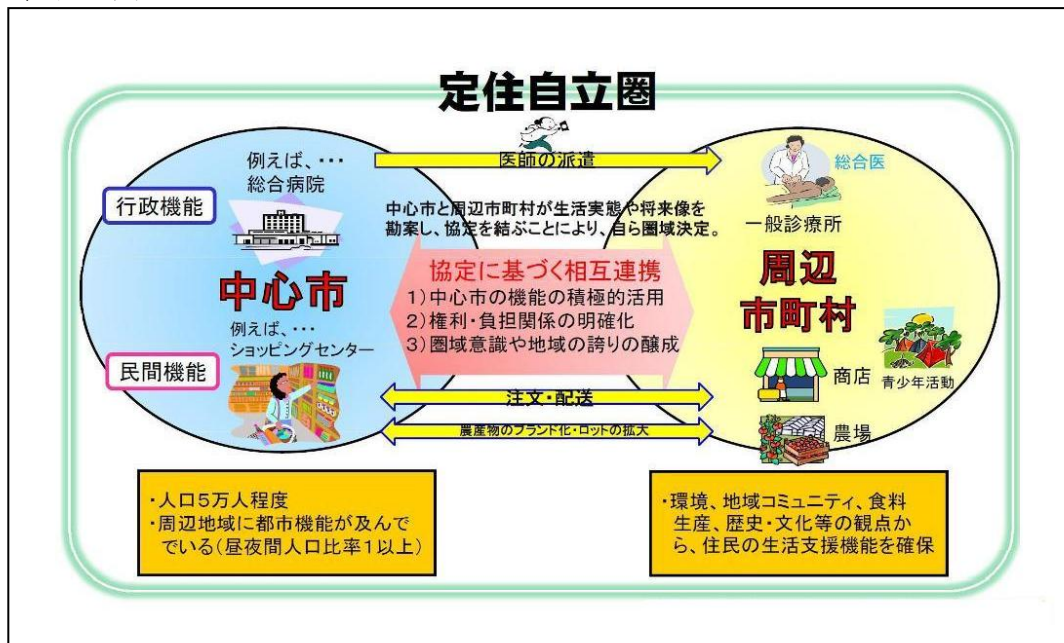 定住自立圏
医師の派遣
例えば、・・・
総合病院
行政機能
中心市
例えば、・・・
ショッピングセンター
民間機能
中心市と周辺市町村が生活実態や将来像を
勘案し、協定を結ぶことにより、自ら圏域決定。
協定に基づく相互連携
1)中心市の機能の積極的活用
2)権利・負担関係の明確化
3)圏域意識や地域の誇りの醸成
注文・配送
農産物のブランド化・ロットの拡大
総合医
一般診療所
周辺
市町村
商店
青少年活動
農場
・人口5万人程度
・周辺地域に都市機能が及んで
でいる(昼夜間人口比率1以上)
・環境、地域コミュニティ、食料
生産、歴史・文化等の観点か
ら、住民の生活支援機能を確保